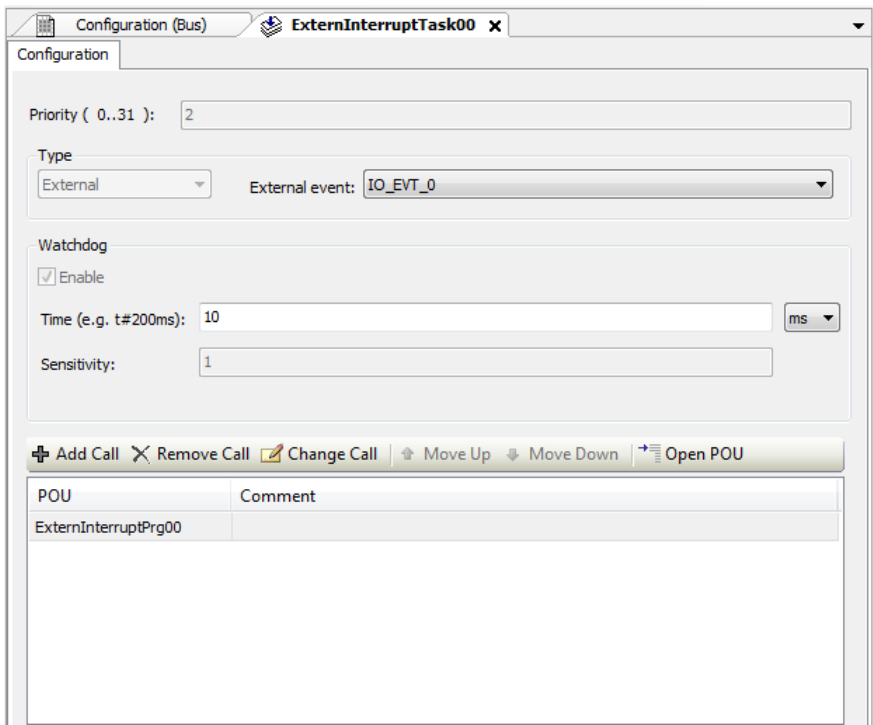 Configuration (Bus) ExternInterruptTask00 x
Configuration
Priority ( 0..31 ): 2
Type
External External event: IO_EVT_0
Watchdog
Enable
Time (e.g. t#200ms): 10 ms
Sensitivity: 1
Add Call Remove Call Change Call Move Up Move Down Open POU
POU Comment
ExternInterruptPrg00